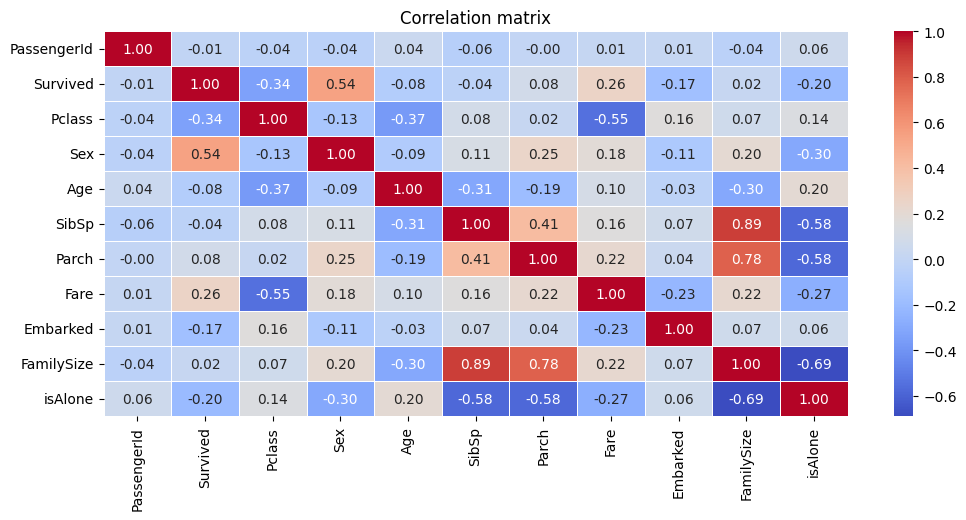 Correlation matrix
PassengerId 1.00 -0.01 -0.04 -0.04 0.04 -0.06 -0.00 0.01 0.01 -0.04 0.06
Survived -0.01 1.00 -0.34 0.54 -0.08 -0.04 0.08 0.26 -0.17 0.02 -0.20
Pclass -0.04 -0.34 1.00 -0.13 -0.37 0.08 0.02 -0.55 0.16 0.07 0.14
Sex -0.04 0.54 -0.13 1.00 -0.09 0.11 0.25 0.18 -0.11 0.20 -0.30
Age 0.04 -0.08 -0.37 -0.09 1.00 -0.31 -0.19 0.10 -0.03 -0.30 0.20
SibSp -0.06 -0.04 0.08 0.11 -0.31 1.00 0.41 0.16 0.07 0.89 -0.58
Parch -0.00 0.08 0.02 0.25 -0.19 0.41 1.00 0.22 0.04 0.78 -0.58
Fare 0.01 0.26 -0.55 0.18 0.10 0.16 0.22 1.00 -0.23 0.22 -0.27
Embarked 0.01 -0.17 0.16 -0.11 -0.03 0.07 0.04 -0.23 1.00 0.07 0.06
FamilySize -0.04 0.02 0.07 0.20 -0.30 0.89 0.78 0.22 0.07 1.00 -0.69
isAlone 0.06 -0.20 0.14 -0.30 0.20 -0.58 -0.58 -0.27 0.06 -0.69 1.00
PassengerId Survived Pclass Sex Age SibSp Parch Fare Embarked FamilySize isAlone
1.0
0.8
0.6
0.4
0.2
0.0
−0.2
−0.4
−0.6